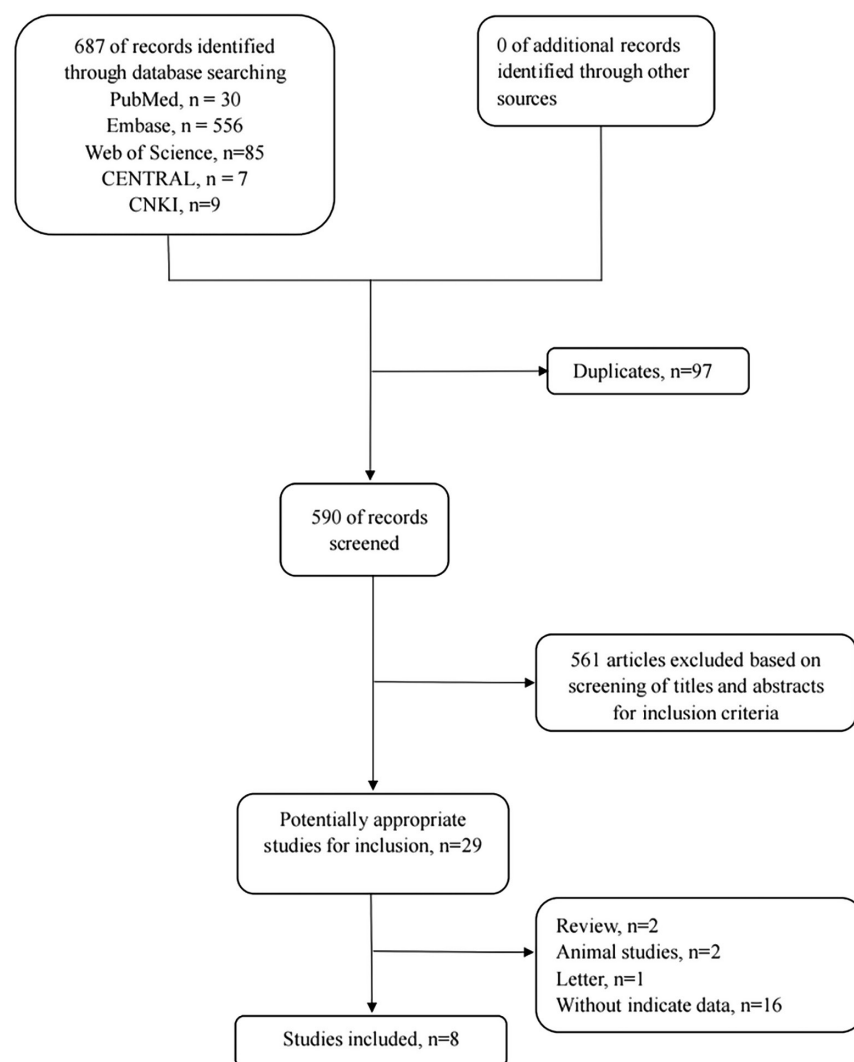 687 of records identified
through database searching
PubMed, n = 30
Embase, n = 556
Web of Science, n=85
CENTRAL, n = 7
CNKI, n=9
0 of additional records
identified through other
sources
Duplicates, n=97
590 of records
screened
561 articles excluded based on
screening of titles and abstracts
for inclusion criteria
Potentially appropriate
studies for inclusion, n=29
Review, n=2
Animal studies, n=2
Letter, n=1
Without indicate data, n=16
Studies included, n=8